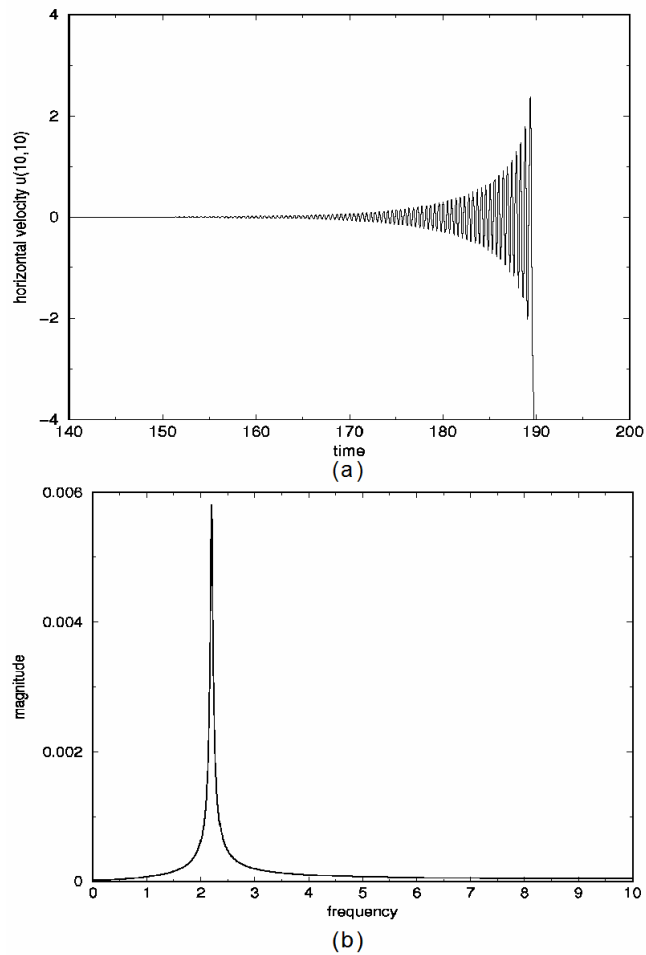 4
2
0
−2
−4
horizontal velocity u(10,10)
140 150 160 170 180 190 200
time
(a)
0.006
0.004
0.002
0
magnitude
0 1 2 3 4 5 6 7 8 9 10
frequency
(b)